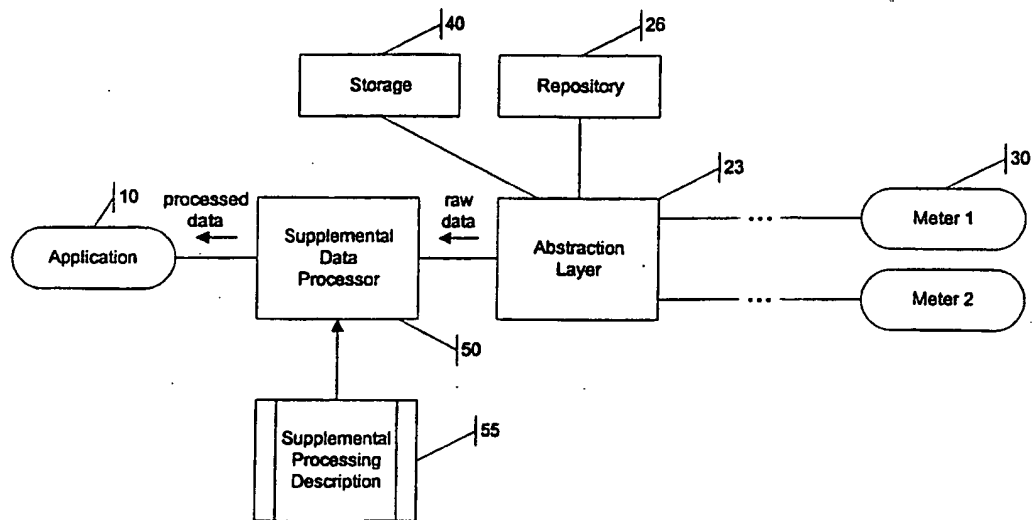 40
26
Storage
Repository
23
30
10
processed
data
raw
data
Application
Supplemental
Data
Processor
Abstraction
Layer
...
Meter 1
...
Meter 2
50
Supplemental
Processing
Description
55